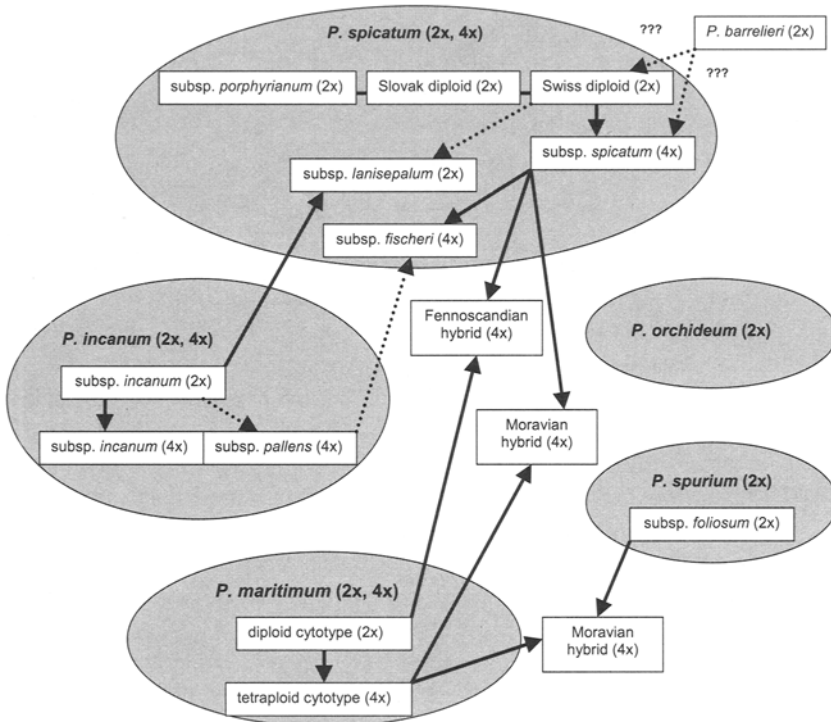 P. spicatum (2x, 4x)
???
P. barrelieri (2x)
???
subsp. porphyrianum (2x)
Slovak diploid (2x)
Swiss diploid (2x)
subsp. spicatum (4x)
subsp. lanisepalum (2x)
subsp. fischeri (4x)
Fennoscandian
hybrid (4x)
P. orchideum (2x)
P. incanum (2x, 4x)
subsp. incanum (2x)
subsp. incanum (4x)
subsp. pallens (4x)
Moravian
hybrid (4x)
P. spurium (2x)
subsp. foliosum (2x)
P. maritimum (2x, 4x)
diploid cytotype (2x)
Moravian
hybrid (4x)
tetraploid cytotype (4x)